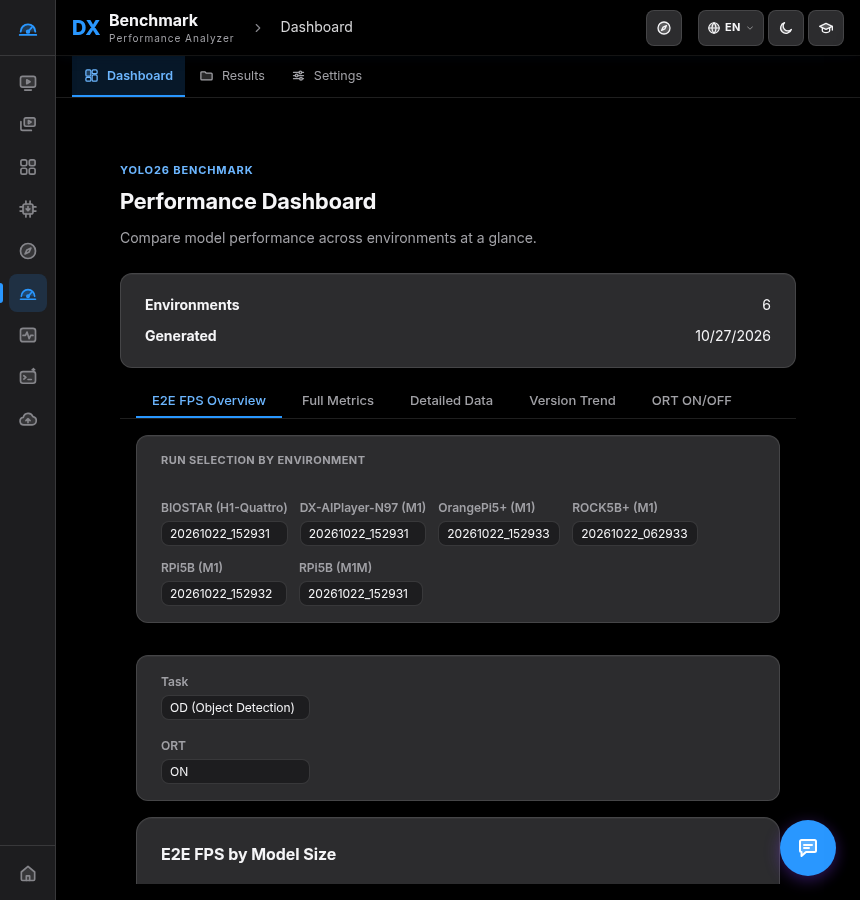 DX
Benchmark
Performance Analyzer
Dashboard
EN
Dashboard
Results
Settings
YOLO26 BENCHMARK
Performance Dashboard
Compare model performance across environments at a glance.
Environments 6
Generated 10/27/2026
E2E FPS Overview Full Metrics Detailed Data Version Trend ORT ON/OFF
RUN SELECTION BY ENVIRONMENT
BIOSTAR (H1-Quattro) DX-AIPlayer-N97 (M1) OrangePi5+ (M1) ROCK5B+ (M1)
20261022_152931 20261022_152931 20261022_152933 20261022_062933
RPi5B (M1) RPi5B (M1M)
20261022_152932 20261022_152931
Task
OD (Object Detection)
ORT
ON
E2E FPS by Model Size